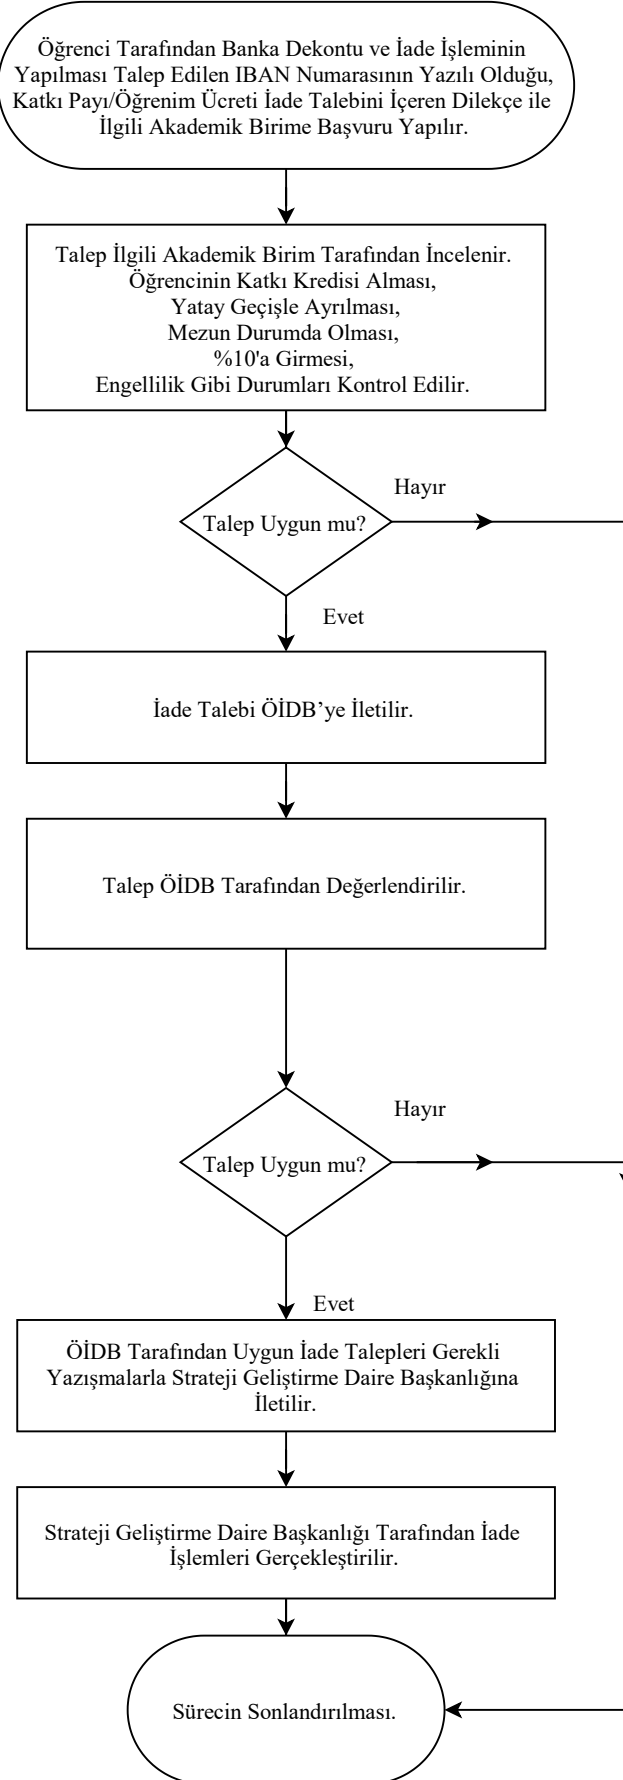 Öğrenci Tarafından Banka Dekontu ve İade İşleminin
Yapılması Talep Edilen IBAN Numarasının Yazılı Olduğu,
Katkı Payı/Öğrenim Ücreti İade Talebini İçeren Dilekçe ile
İlgili Akademik Birime Başvuru Yapılır.
Talep İlgili Akademik Birim Tarafından İncelenir.
Öğrencinin Katkı Kredisi Alması,
Yatay Geçişle Ayrılması,
Mezun Durumda Olması,
%10'a Girmesi,
Engellilik Gibi Durumları Kontrol Edilir.
Hayır
Talep Uygun mu?
Evet
İade Talebi ÖİDB’ye İletilir.
Talep ÖİDB Tarafından Değerlendirilir.
Hayır
Talep Uygun mu?
Evet
ÖİDB Tarafından Uygun İade Talepleri Gerekli
Yazışmalarla Strateji Geliştirme Daire Başkanlığına
İletilir.
Strateji Geliştirme Daire Başkanlığı Tarafından İade
İşlemleri Gerçekleştirilir.
Sürecin Sonlandırılması.